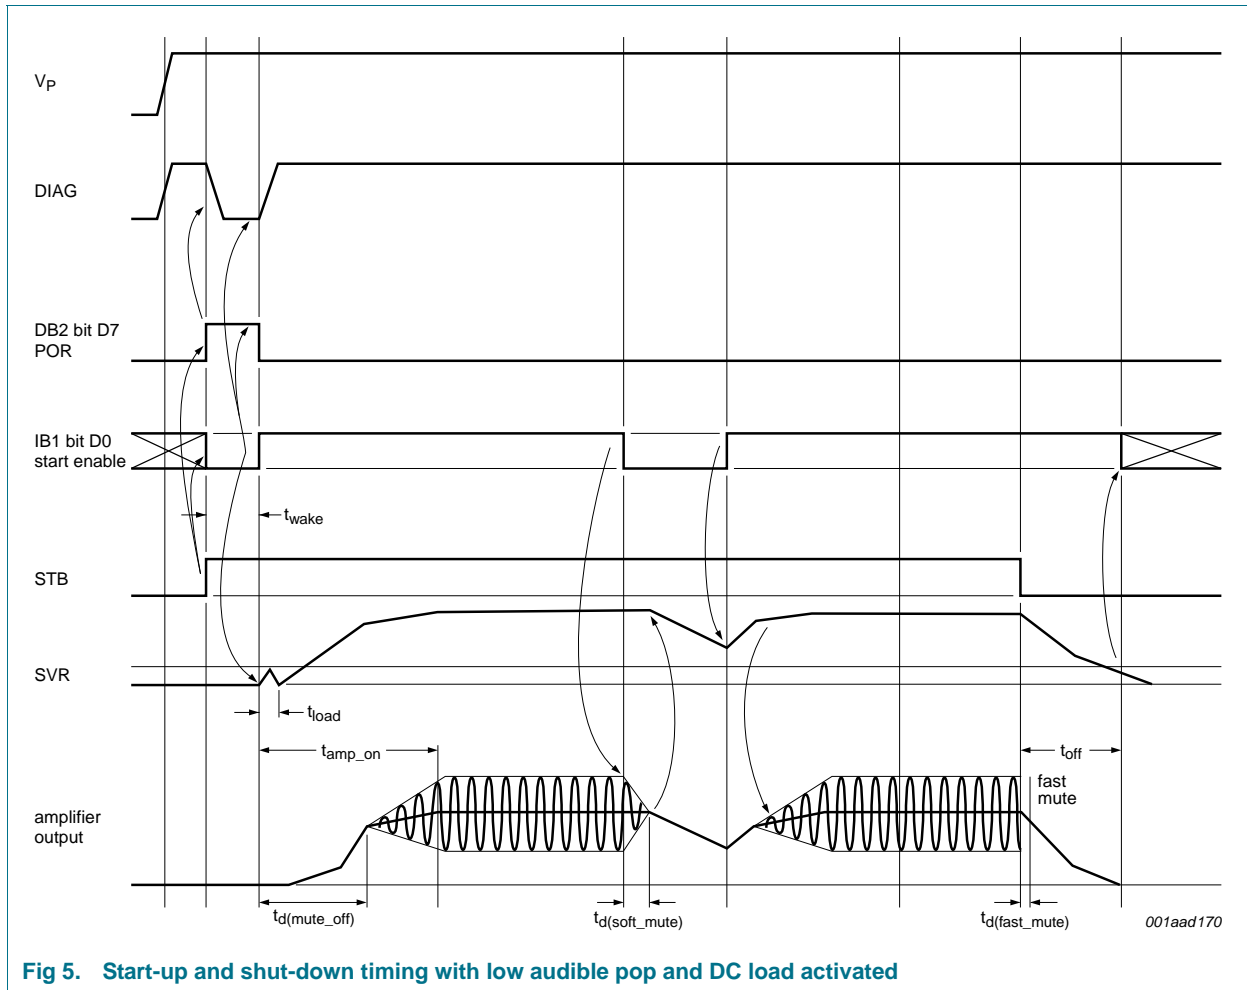 VP
DIAG
DB2 bit D7
POR
IB1 bit D0
start enable
twake
STB
SVR
tload
tamp_on
toff
fast
mute
amplifier
output
td(mute_off)
td(soft_mute)
td(fast_mute)
001aad170
Fig 5. Start-up and shut-down timing with low audible pop and DC load activated